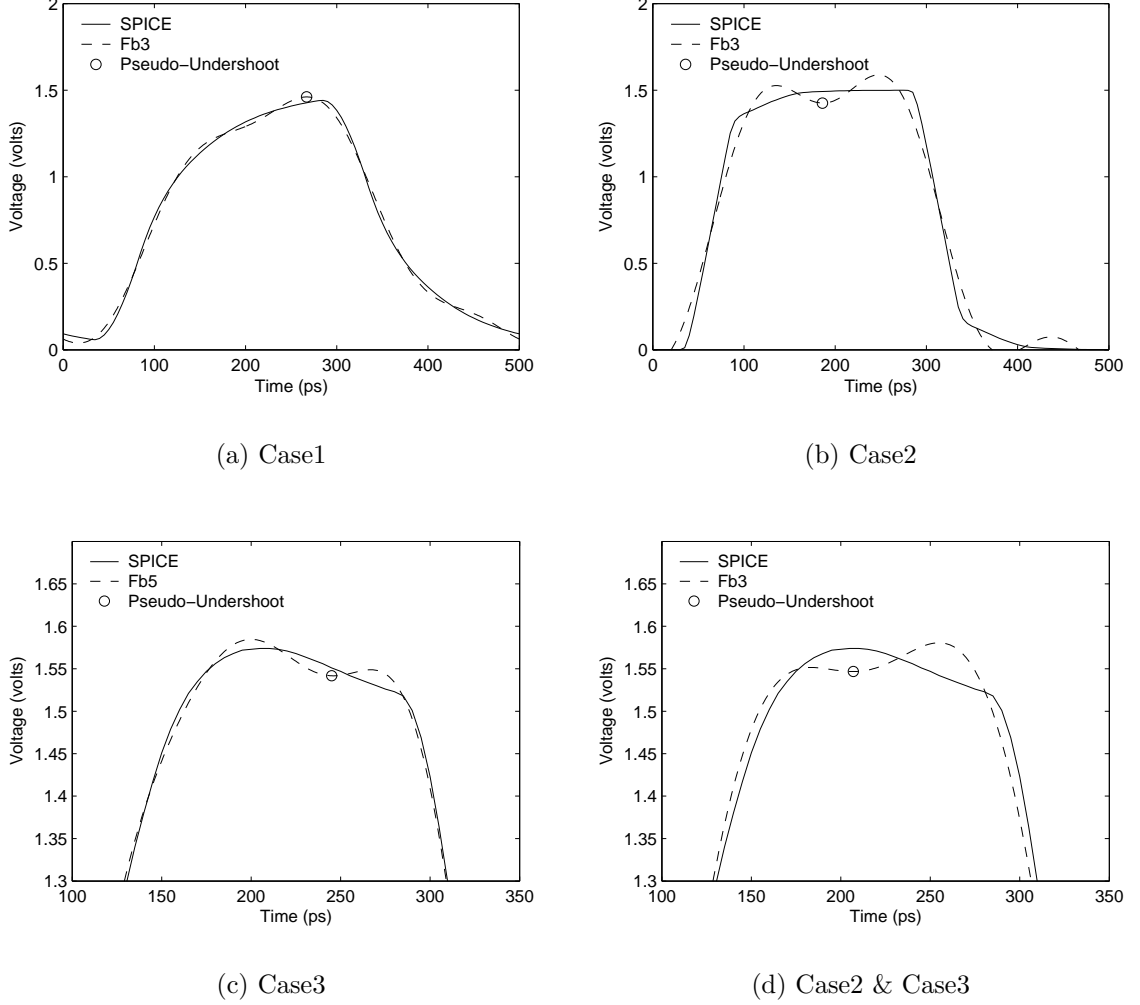 2
1.5
1
0.5
0
Voltage (volts)
SPICE
Fb3
Pseudo−Undershoot
0 100 200 300 400 500
Time (ps)
(a) Case1
2
1.5
1
0.5
0
Voltage (volts)
SPICE
Fb3
Pseudo−Undershoot
0 100 200 300 400 500
Time (ps)
(b) Case2
1.65
1.6
1.55
1.5
1.45
1.4
1.35
1.3
Voltage (volts)
SPICE
Fb5
Pseudo−Undershoot
100 150 200 250 300 350
Time (ps)
(c) Case3
1.65
1.6
1.55
1.5
1.45
1.4
1.35
1.3
Voltage (volts)
SPICE
Fb3
Pseudo−Undershoot
100 150 200 250 300 350
Time (ps)
(d) Case2 & Case3